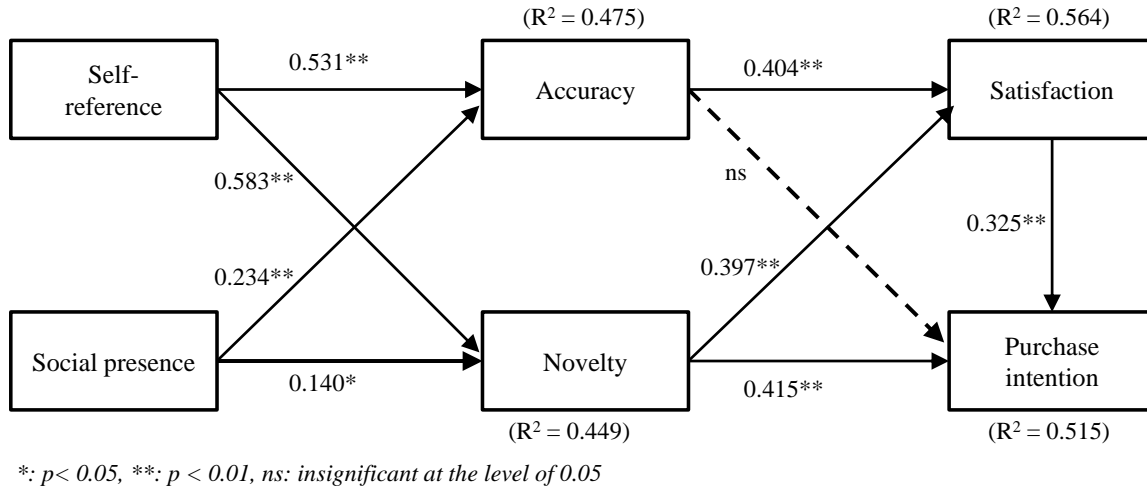 (R² = 0.475)
(R² = 0.564)
Self-
reference
0.531**
Accuracy
0.404**
Satisfaction
0.583**
ns
0.325**
0.234**
0.397**
Social presence
0.140*
Novelty
0.415**
Purchase
intention
(R² = 0.449)
(R² = 0.515)
*: p< 0.05, **: p < 0.01, ns: insignificant at the level of 0.05